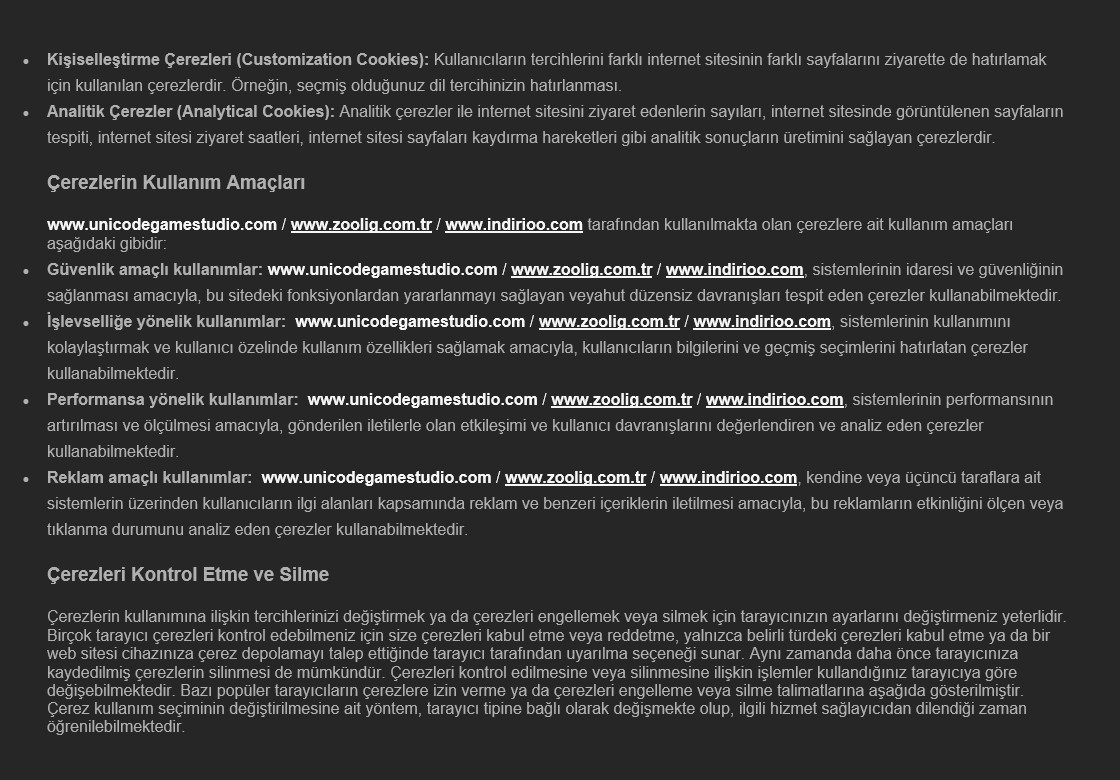 • Kişiselleştirme Çerezleri (Customization Cookies): Kullanıcıların tercihlerini farklı internet sitesinin farklı sayfalarını ziyarette de hatırlamak
için kullanılan çerezlerdir. Örneğin, seçmiş olduğunuz dil tercihinizin hatırlanması.
• Analitik Çerezler (Analytical Cookies): Analitik çerezler ile internet sitesini ziyaret edenlerin sayıları, internet sitesinde görüntülenen sayfaların
tespiti, internet sitesi ziyaret saatleri, internet sitesi sayfaları kaydırma hareketleri gibi analitik sonuçların üretimini sağlayan çerezlerdir.
Çerezlerin Kullanım Amaçları
www.unicodegamestudio.com / www.zoolig.com.tr / www.indirioo.com tarafından kullanılmakta olan çerezlere ait kullanım amaçları
aşağıdaki gibidir:
• Güvenlik amaçlı kullanımlar: www.unicodegamestudio.com / www.zoolig.com.tr / www.indirioo.com, sistemlerinin idaresi ve güvenliğinin
sağlanması amacıyla, bu sitedeki fonksiyonlardan yararlanmayı sağlayan veyahut düzensiz davranışları tespit eden çerezler kullanabilmektedir.
• İşlevselliğe yönelik kullanımlar: www.unicodegamestudio.com / www.zoolig.com.tr / www.indirioo.com, sistemlerinin kullanımını
kolaylaştırmak ve kullanıcı özelinde kullanım özellikleri sağlamak amacıyla, kullanıcıların bilgilerini ve geçmiş seçimlerini hatırlatan çerezler
kullanabilmektedir.
• Performansa yönelik kullanımlar: www.unicodegamestudio.com / www.zoolig.com.tr / www.indirioo.com, sistemlerinin performansının
artırılması ve ölçülmesi amacıyla, gönderilen iletilerle olan etkileşimi ve kullanıcı davranışlarını değerlendiren ve analiz eden çerezler
kullanabilmektedir.
• Reklam amaçlı kullanımlar: www.unicodegamestudio.com / www.zoolig.com.tr / www.indirioo.com, kendine veya üçüncü taraflara ait
sistemlerin üzerinden kullanıcıların ilgi alanları kapsamında reklam ve benzeri içeriklerin iletilmesi amacıyla, bu reklamların etkinliğini ölçen veya
tıklanma durumunu analiz eden çerezler kullanabilmektedir.
Çerezleri Kontrol Etme ve Silme
Çerezlerin kullanımına ilişkin tercihlerinizi değiştirmek ya da çerezleri engellemek veya silmek için tarayıcınızın ayarlarını değiştirmeniz yeterlidir.
Birçok tarayıcı çerezleri kontrol edebilmeniz için size çerezleri kabul etme veya reddetme, yalnızca belirli türdeki çerezleri kabul etme ya da bir
web sitesi cihazınıza çerez depolamayı talep ettiğinde tarayıcı tarafından uyarılma seçeneği sunar. Aynı zamanda daha önce tarayıcınıza
kaydedilmiş çerezlerin silinmesi de mümkündür. Çerezleri kontrol edilmesine veya silinmesine ilişkin işlemler kullandığınız tarayıcıya göre
değişebilmektedir. Bazı popüler tarayıcıların çerezlere izin verme ya da çerezleri engelleme veya silme talimatlarına aşağıda gösterilmiştir.
Çerez kullanım seçiminin değiştirilmesine ait yöntem, tarayıcı tipine bağlı olarak değişmekte olup, ilgili hizmet sağlayıcıdan dilendiği zaman
öğrenilebilmektedir.